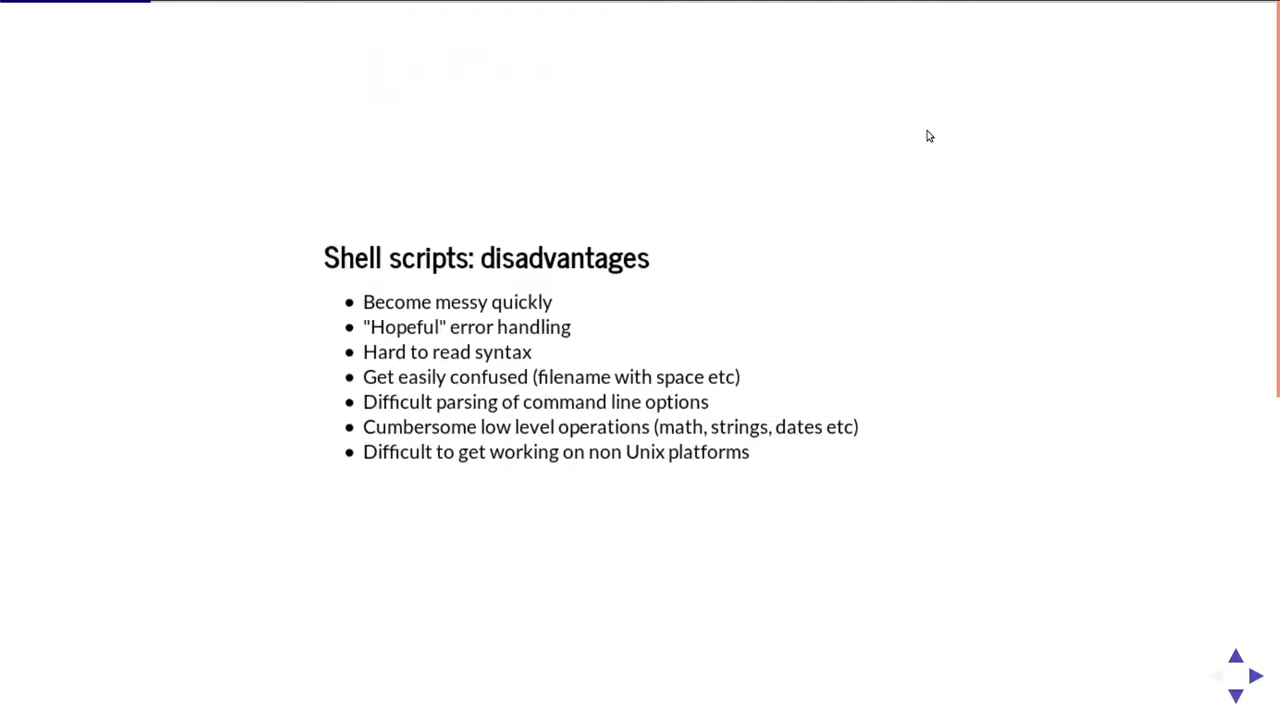 Shell scripts: disadvantages
• Become messy quickly
• "Hopeful" error handling
• Hard to read syntax
• Get easily confused (filename with space etc)
• Difficult parsing of command line options
• Cumbersome low level operations (math, strings, dates etc)
• Difficult to get working on non Unix platforms